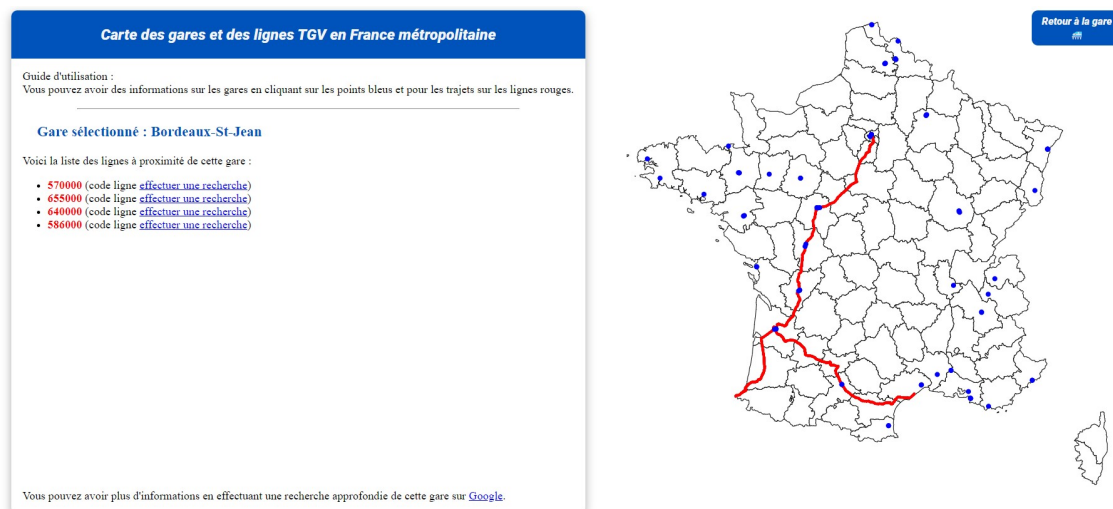 Carte des gares et des lignes TGV en France métropolitaine
Retour à la gare
Guide d'utilisation :
Vous pouvez avoir des informations sur les gares en cliquant sur les points bleus et pour les trajets sur les lignes rouges.
Gare sélectionné : Bordeaux-St-Jean
Voici la liste des lignes à proximité de cette gare :
• 570000 (code ligne effectuer une recherche)
• 655000 (code ligne effectuer une recherche)
• 640000 (code ligne effectuer une recherche)
• 586000 (code ligne effectuer une recherche)
Vous pouvez avoir plus d'informations en effectuant une recherche approfondie de cette gare sur Google.